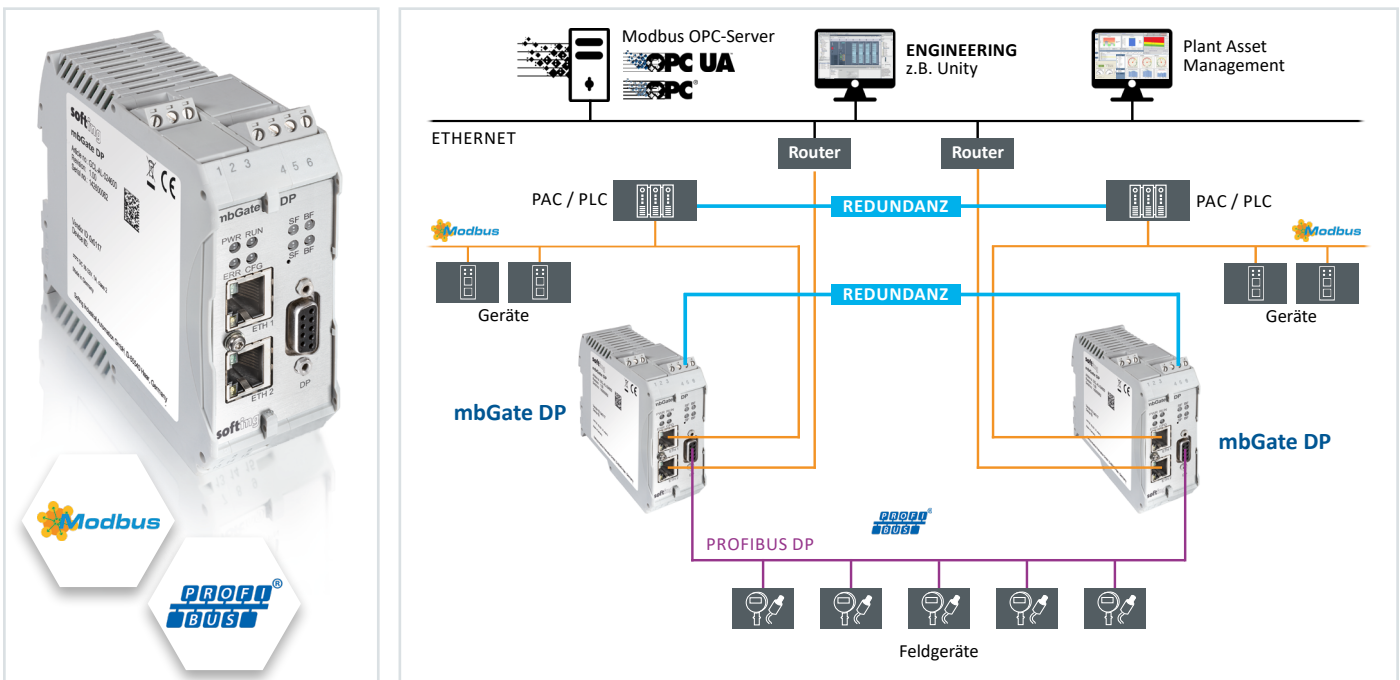 softing
mbGate DP
1 2 3
4 5 6
mbGate
DP
PWR RUN
SF BF
ERR CFG
SF BF
ETH 1
ETH 2
DP
softing
Modbus
PROFI®
BUS
Modbus OPC-Server
OPC UA
OPC®
ENGINEERING
z.B. Unity
Plant Asset
Management
ETHERNET
Router
Router
PAC / PLC
REDUNDANZ
PAC / PLC
Modbus
Modbus
REDUNDANZ
Geräte
Geräte
mbGate DP
mbGate DP
PROFI
BUS
PROFIBUS DP
Feldgeräte